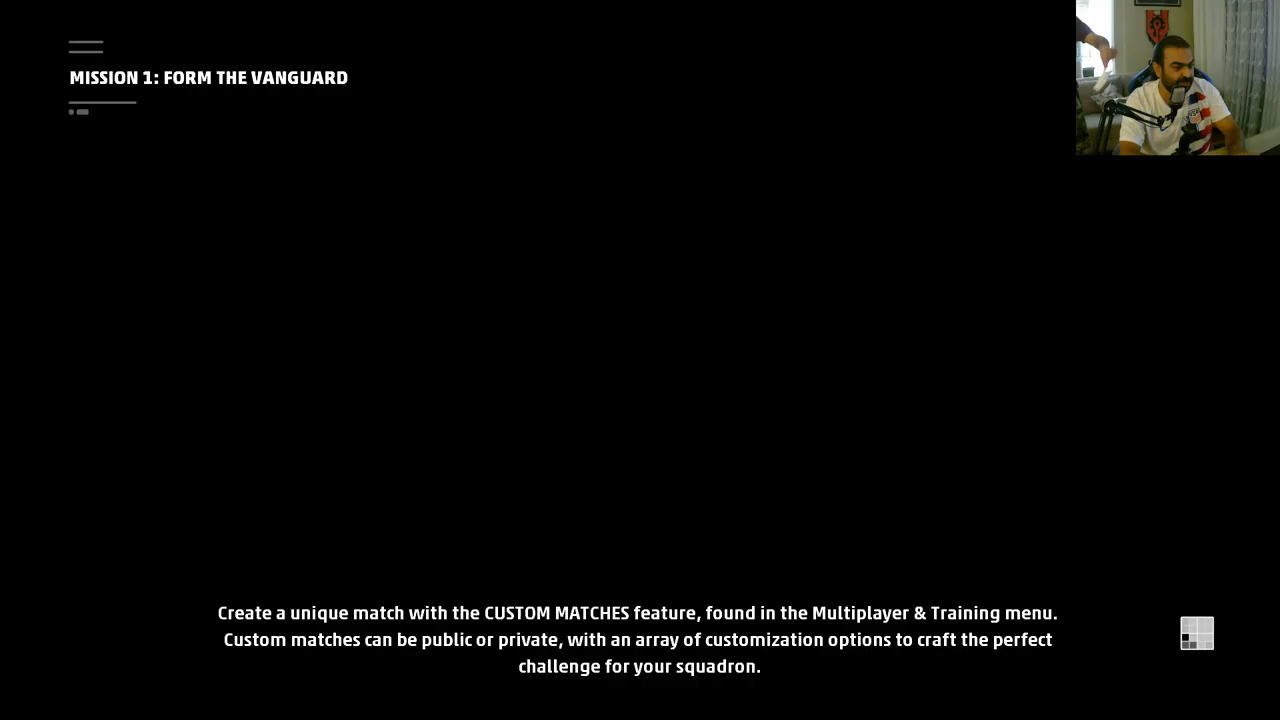 MISSION 1: FORM THE VANGUARD
Create a unique match with the CUSTOM MATCHES feature, found in the Multiplayer & Training menu.
Custom matches can be public or private, with an array of customization options to craft the perfect
challenge for your squadron.